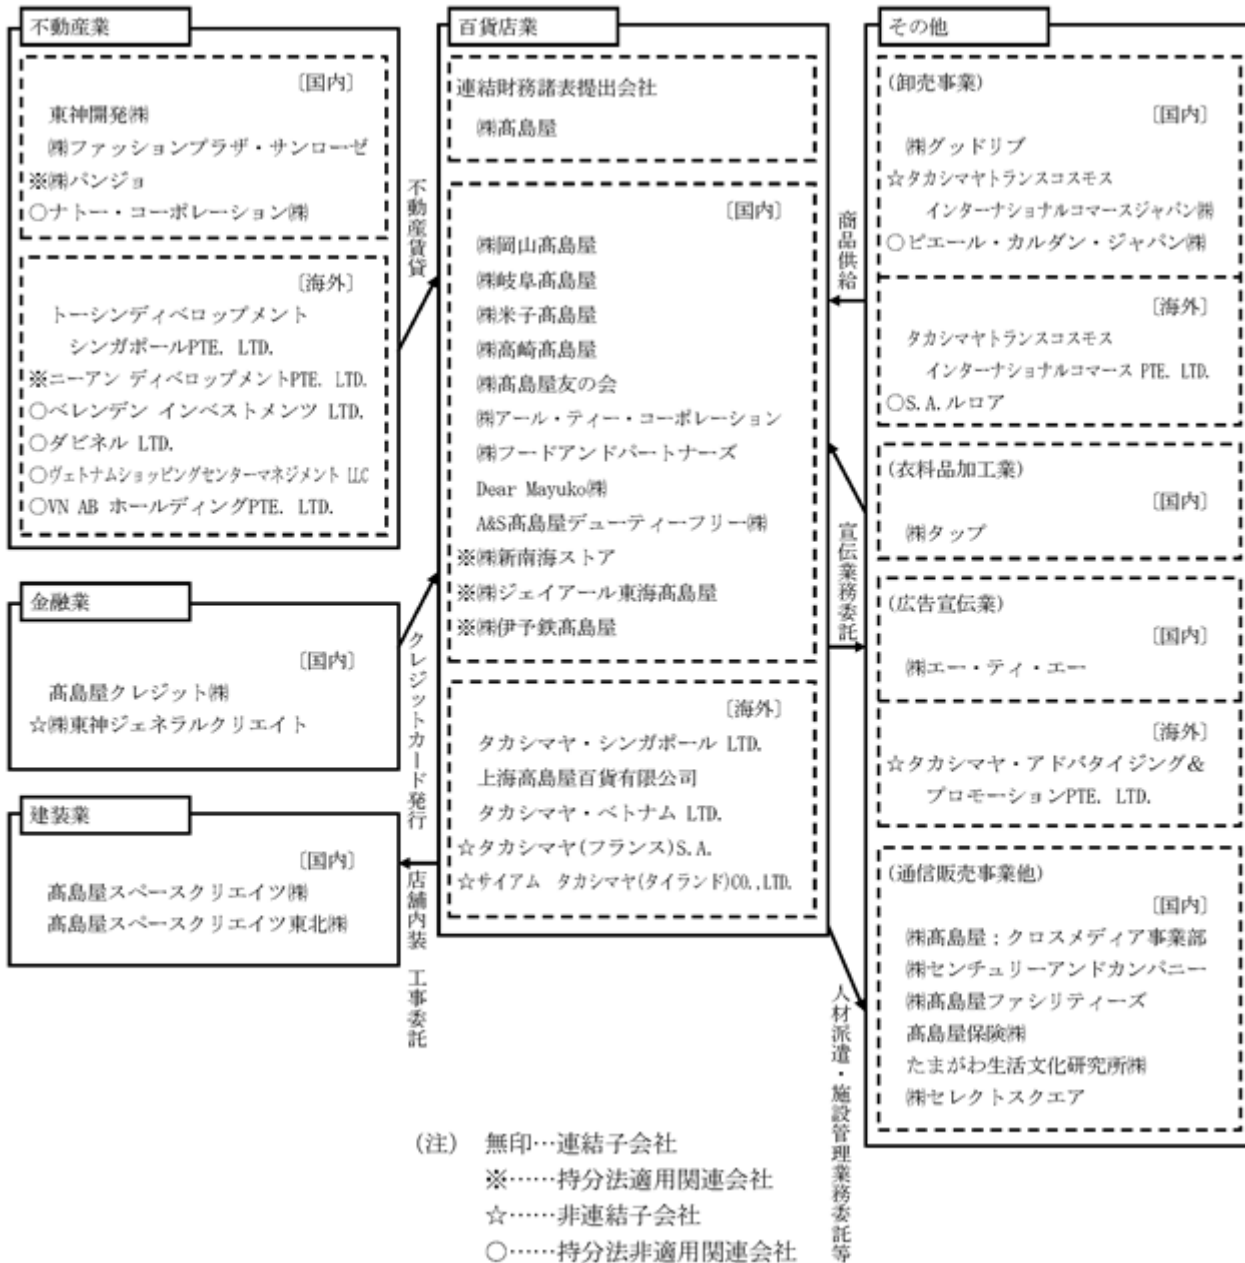 不動産業
〔国内〕
東神開発㈱
㈱ファッションプラザ・サンローゼ
※㈱パンジョ
○ナトー・コーポレーション㈱
〔海外〕
トーシンディベロップメント
シンガポールPTE. LTD.
※ニーアン ディベロップメントPTE. LTD.
○ベレンデン インベストメンツ LTD.
○ダビネル LTD.
○ヴェトナムショッピングセンターマネジメント LLC
○VN AB ホールディングPTE. LTD.
金融業
〔国内〕
髙島屋クレジット㈱
☆㈱東神ジェネラルクリエイト
建装業
〔国内〕
髙島屋スペースクリエイツ㈱
髙島屋スペースクリエイツ東北㈱
不動産賃貸
クレジットカード発行
店舗内装 工事委託
百貨店業
連結財務諸表提出会社
㈱髙島屋
〔国内〕
㈱岡山髙島屋
㈱岐阜髙島屋
㈱米子髙島屋
㈱高崎髙島屋
㈱髙島屋友の会
㈱アール・ティー・コーポレーション
㈱フードアンドパートナーズ
Dear Mayuko㈱
A&S髙島屋デューティーフリー㈱
※㈱新南海ストア
※㈱ジェイアール東海髙島屋
※㈱伊予鉄髙島屋
〔海外〕
タカシマヤ・シンガポール LTD.
上海高島屋百貨有限公司
タカシマヤ・ベトナム LTD.
☆タカシマヤ(フランス)S.A.
☆サイアム タカシマヤ(タイランド)CO.,LTD.
商品供給
宣伝業務委託
人材派遣・施設管理業務委託等
その他
(卸売事業)
〔国内〕
㈱グッドリブ
☆タカシマヤトランスコスモス
インターナショナルコマースジャパン㈱
○ピエール・カルダン・ジャパン㈱
〔海外〕
タカシマヤトランスコスモス
インターナショナルコマース PTE. LTD.
○S.A.ルロア
(衣料品加工業)
〔国内〕
㈱タップ
(広告宣伝業)
〔国内〕
㈱エー・ティ・エー
〔海外〕
☆タカシマヤ・アドバタイジング&
プロモーションPTE. LTD.
(通信販売事業他)
〔国内〕
㈱髙島屋：クロスメディア事業部
㈱センチュリーアンドカンパニー
㈱髙島屋ファシリティーズ
髙島屋保険㈱
たまがわ生活文化研究所㈱
㈱セレクトスクエア
(注) 無印…連結子会社
※……持分法適用関連会社
☆……非連結子会社
○……持分法非適用関連会社